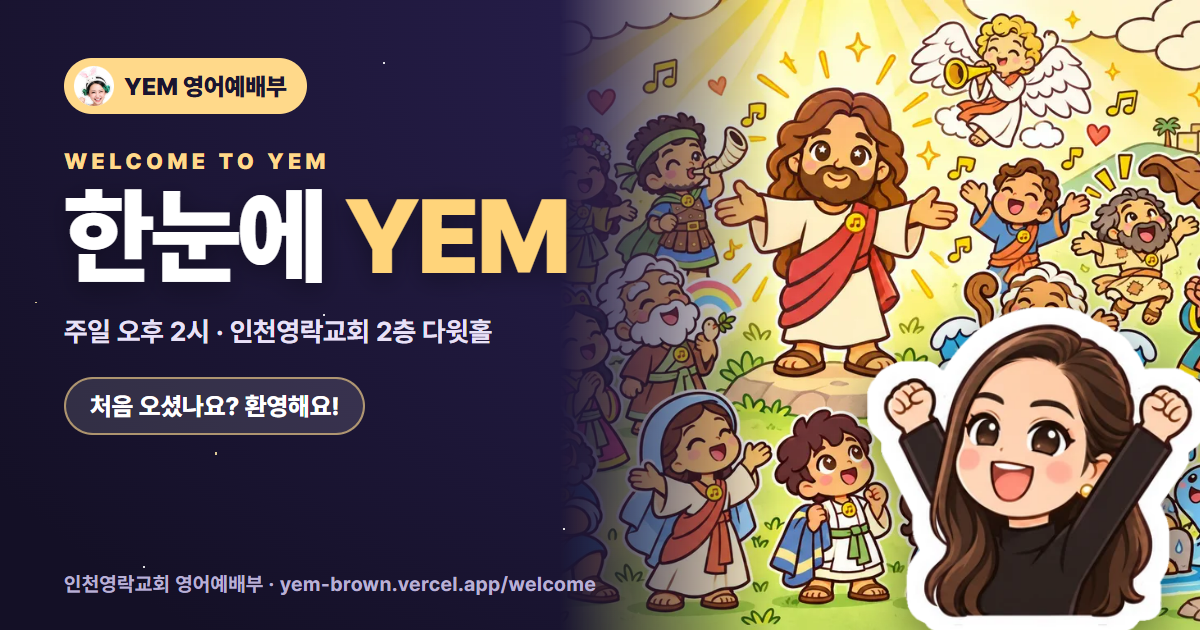 YEM 영어예배부
WELCOME TO YEM
한눈에 YEM
주일 오후 2시 · 인천영락교회 2층 다윗홀
처음 오셨나요? 환영해요!
인천영락교회 영어예배부 · yem-brown.vercel.app/welcome